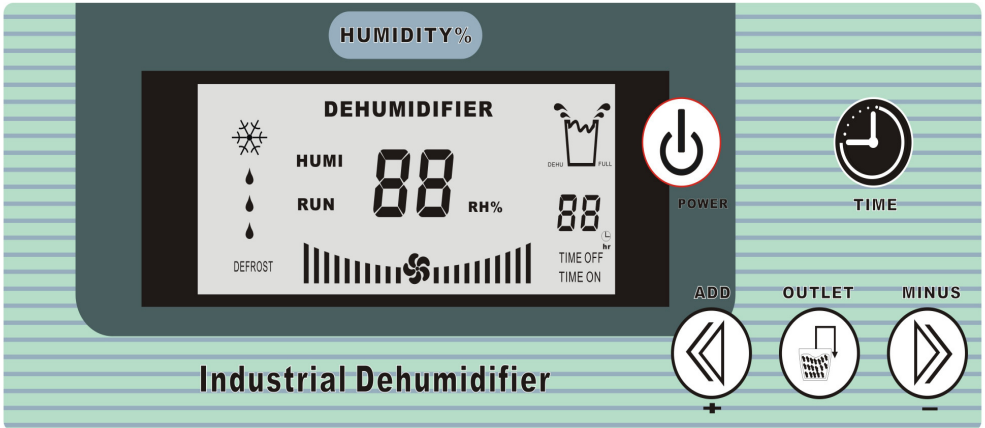 HUMIDITY%
DEHUMIDIFIER
HUMI
88
RUN
RH%
DEFROST
DEHU
FULL
88
hr
TIME OFF
TIME ON
POWER
TIME
ADD
OUTLET
MINUS
+
−
Industrial Dehumidifier